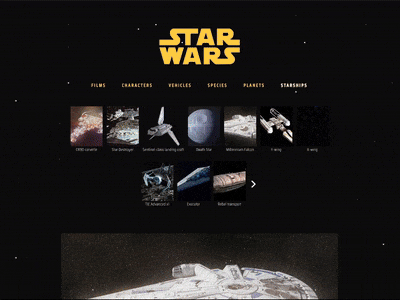 STAR
WARS
FILMS CHARACTERS VEHICLES SPECIES PLANETS STARSHIPS
CR90 corvette Star Destroyer Sentinel-class landing craft Death Star Millennium Falcon Y-wing X-wing
TIE Advanced x1 Executor Rebel transport